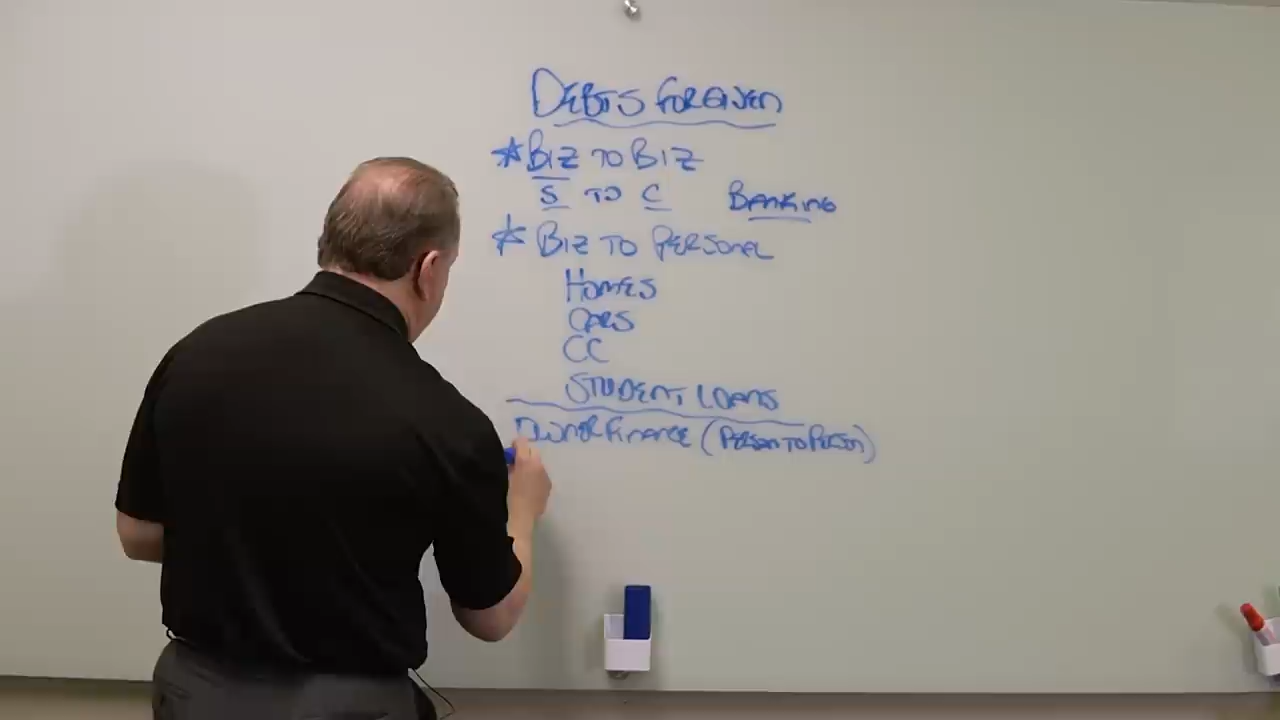 DEBTS FORGIVEN
* BIZ TO BIZ
S TO C BANKING
* BIZ TO PERSONAL
HOMES
CARS
CC
STUDENT LOANS
OWNER FINANCE (PERSON TO PERSON)